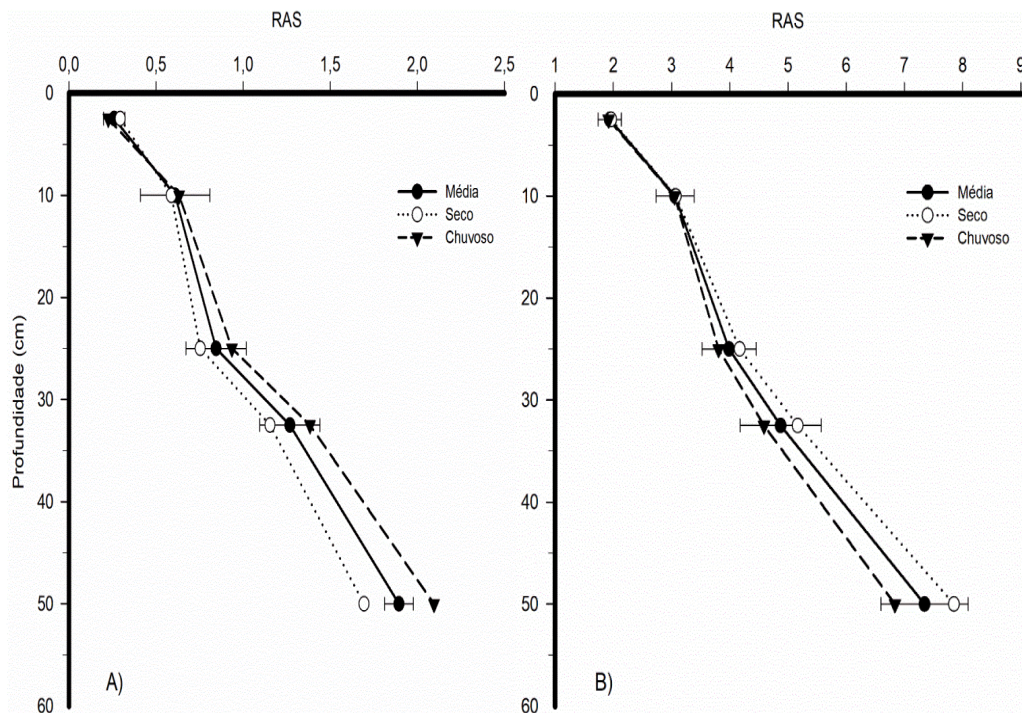 RAS
0,0 0,5 1,0 1,5 2,0 2,5
0
10
20
30
40
50
60
Profundidade (cm)
Média
Seco
Chuvoso
A)
RAS
1 2 3 4 5 6 7 8 9
0
10
20
30
40
50
60
Média
Seco
Chuvoso
B)